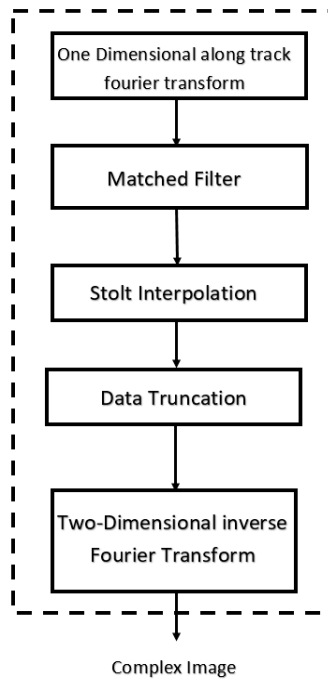 One Dimensional along track
fourier transform
Matched Filter
Stolt Interpolation
Data Truncation
Two-Dimensional inverse
Fourier Transform
Complex Image